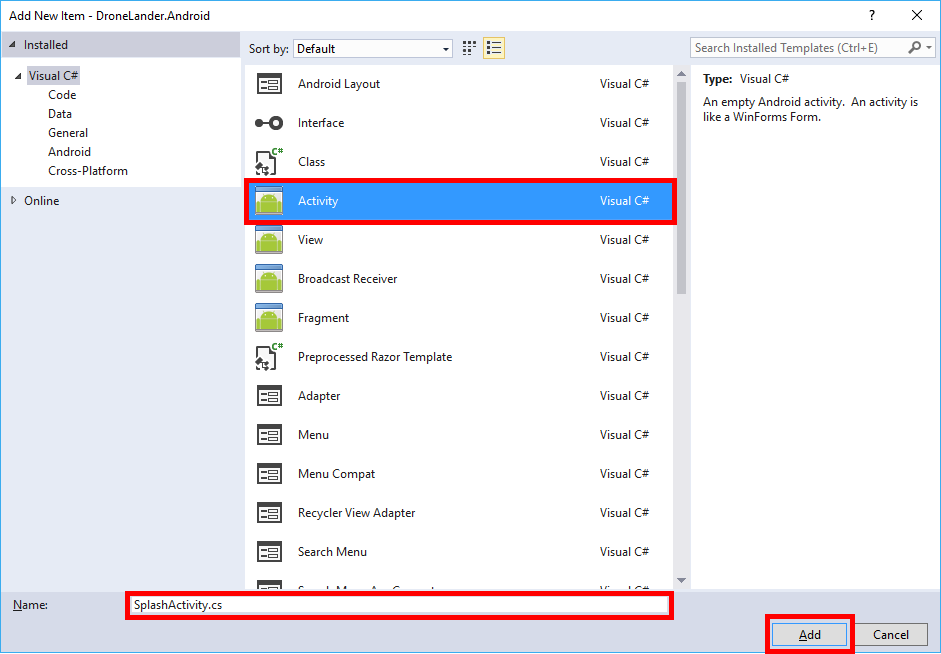 Add New Item - DroneLander.Android
?
Installed
Sort by: Default
Search Installed Templates (Ctrl+E)
Visual C#
Code
Data
General
Android
Cross-Platform
Online
Android Layout Visual C#
Interface Visual C#
C# Class Visual C#
Activity Visual C#
View Visual C#
Broadcast Receiver Visual C#
Fragment Visual C#
C# Preprocessed Razor Template Visual C#
Adapter Visual C#
Menu Visual C#
Menu Compat Visual C#
Recycler View Adapter Visual C#
Search Menu Visual C#
Type: Visual C#
An empty Android activity. An activity is
like a WinForms Form.
Name: SplashActivity.cs
Add Cancel